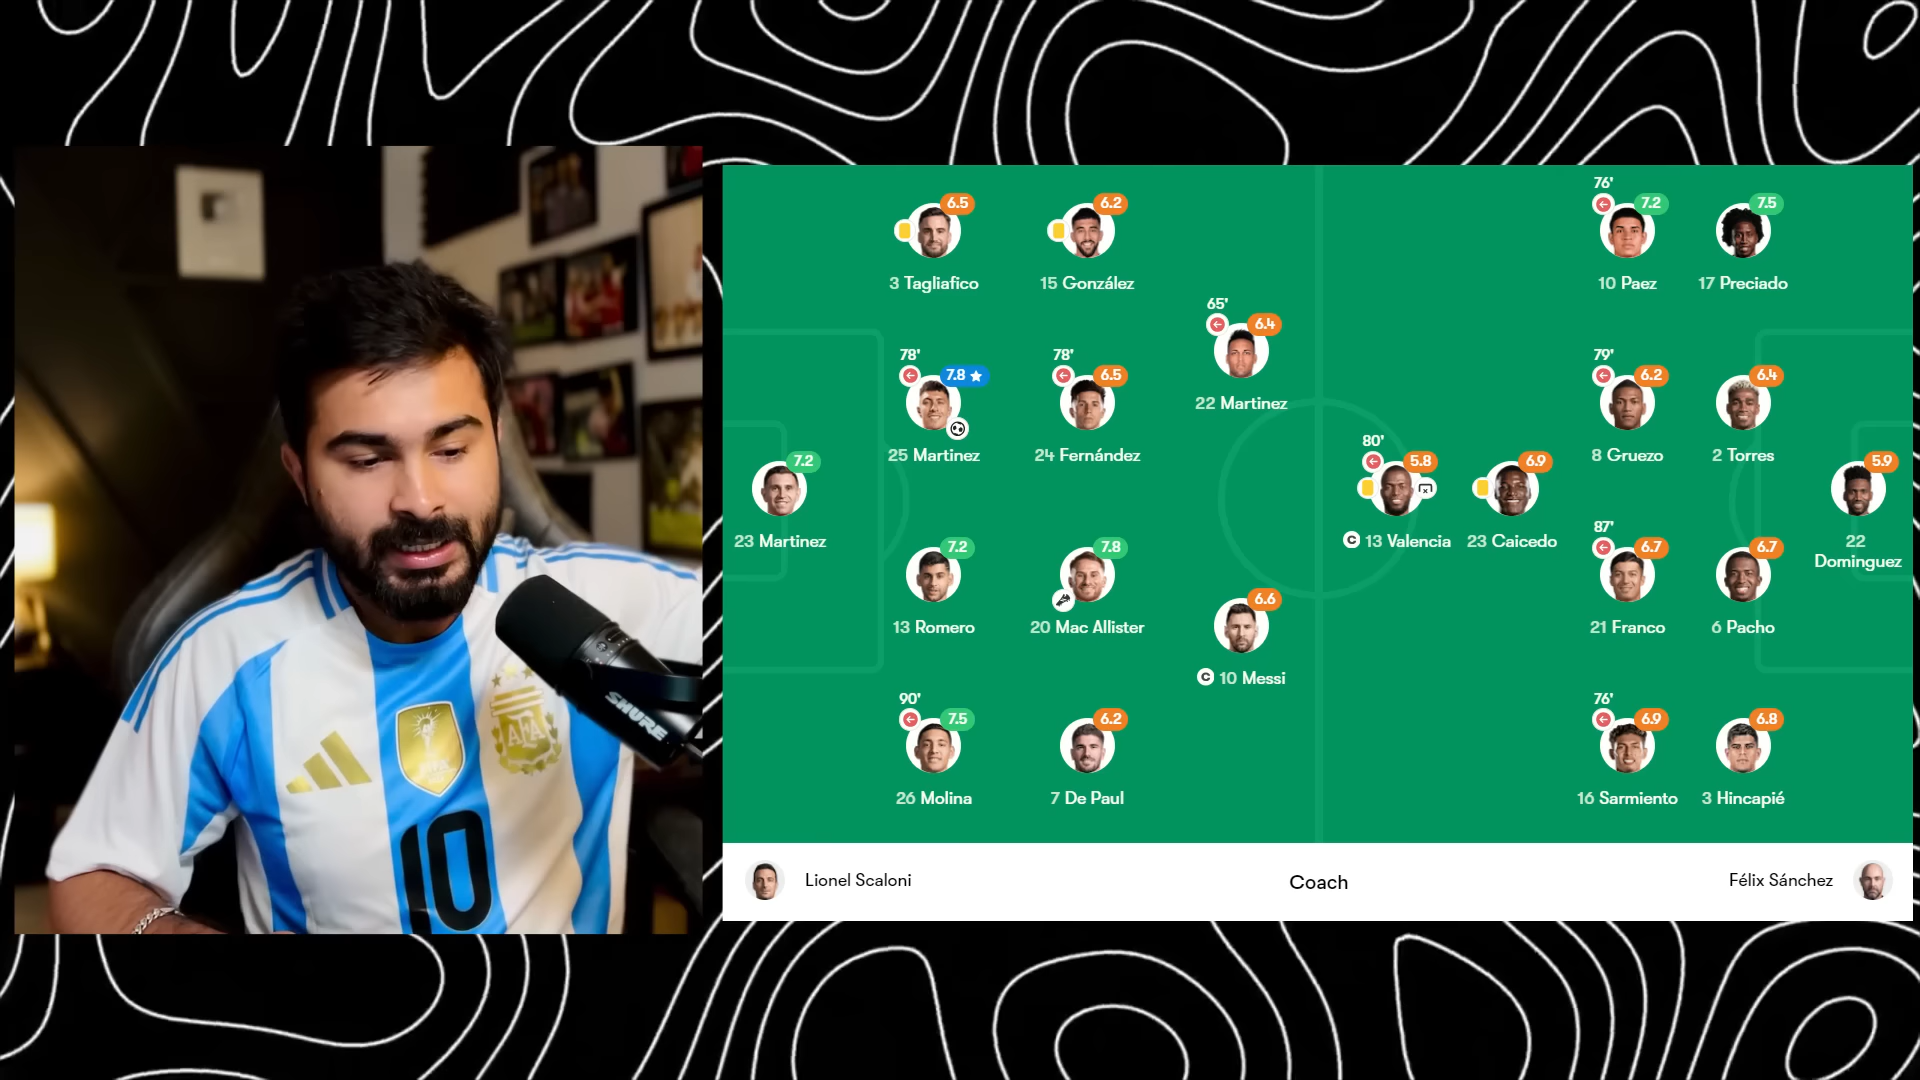 6.5
3 Tagliafico
6.2
15 González
65'
6.4
22 Martinez
78'
7.8
25 Martinez
78'
6.5
24 Fernández
7.2
23 Martinez
7.2
13 Romero
7.8
20 Mac Allister
6.6
C 10 Messi
90'
7.5
26 Molina
6.2
7 De Paul
76'
7.2
10 Paez
7.5
17 Preciado
79'
6.2
8 Gruezo
6.4
2 Torres
80'
5.8
C 13 Valencia
6.9
23 Caicedo
5.9
22
Dominguez
87'
6.7
21 Franco
6.7
6 Pacho
76'
6.9
16 Sarmiento
6.8
3 Hincapié
Lionel Scaloni
Coach
Félix Sánchez
SHURE
AFA
10